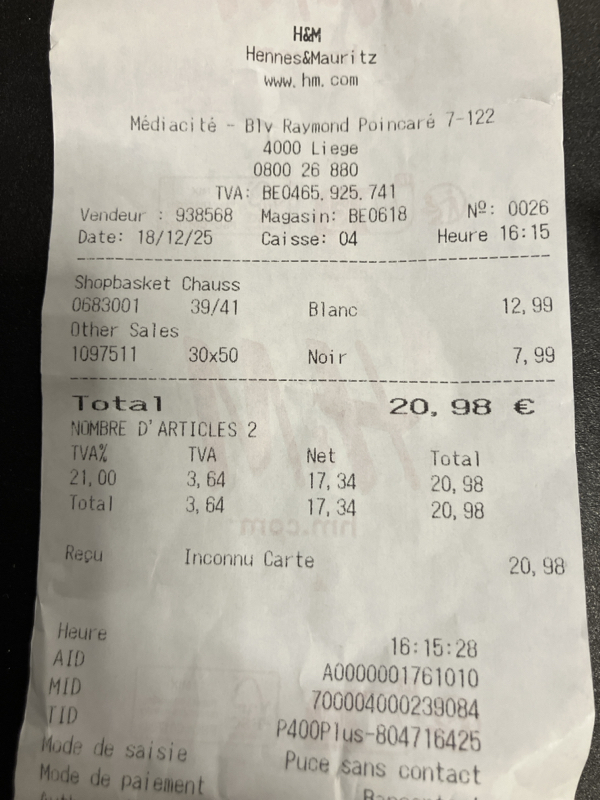 H&M
Hennes&Mauritz
www.hm.com
Médiacité - Blv Raymond Poincaré 7-122
4000 Liege
0800 26 880
TVA: BE0465.925.741
Vendeur : 938568 Magasin: BE0618 Nº: 0026
Date: 18/12/25 Caisse: 04 Heure 16:15
Shopbasket Chauss
0683001 39/41 Blanc 12,99
Other Sales
1097511 30x50 Noir 7,99
Total 20,98 €
NOMBRE D'ARTICLES 2
TVA% TVA Net Total
21,00 3,64 17,34 20,98
Total 3,64 17,34 20,98
Reçu Inconnu Carte 20,98
Heure 16:15:28
AID A0000001761010
MID 700004000239084
TID P400Plus-804716425
Mode de saisie Puce sans contact
Mode de paiement